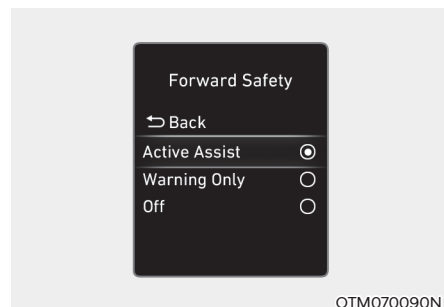 Forward Safety
Back
Active Assist
Warning Only
Off
OTM070090N